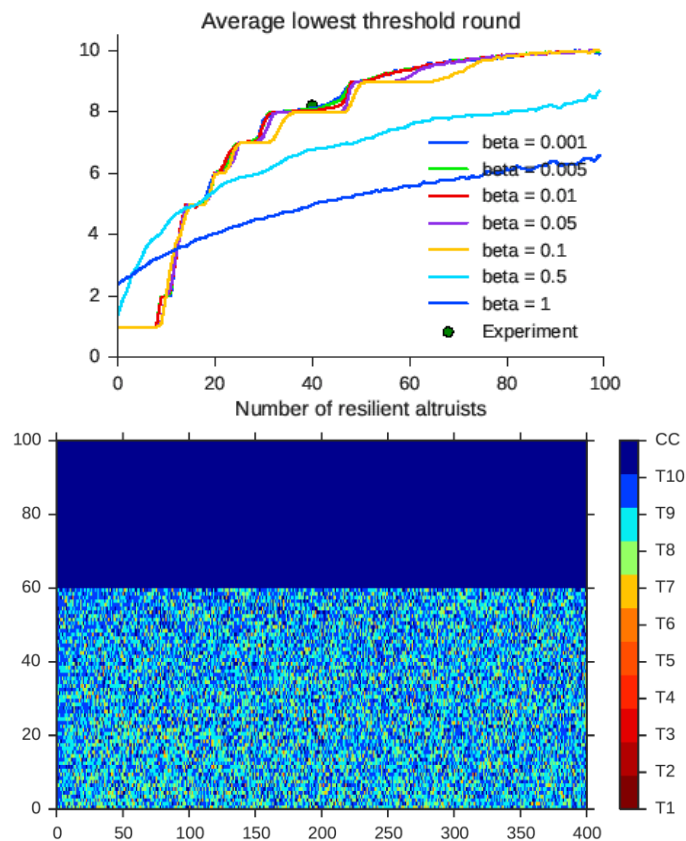 Average lowest threshold round
10
8
6
4
2
0
beta = 0.001
beta = 0.005
beta = 0.01
beta = 0.05
beta = 0.1
beta = 0.5
beta = 1
Experiment
0 20 40 60 80 100
Number of resilient altruists
100
80
60
40
20
0
0 50 100 150 200 250 300 350 400
CC
T10
T9
T8
T7
T6
T5
T4
T3
T2
T1